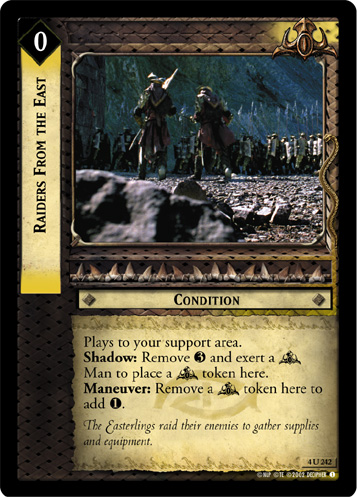 0
RAIDERS FROM THE EAST
CONDITION
Plays to your support area.
Shadow: Remove 3 and exert a
Man to place a token here.
Maneuver: Remove a token here to
add 1.
The Easterlings raid their enemies to gather supplies
and equipment.
4 U 242